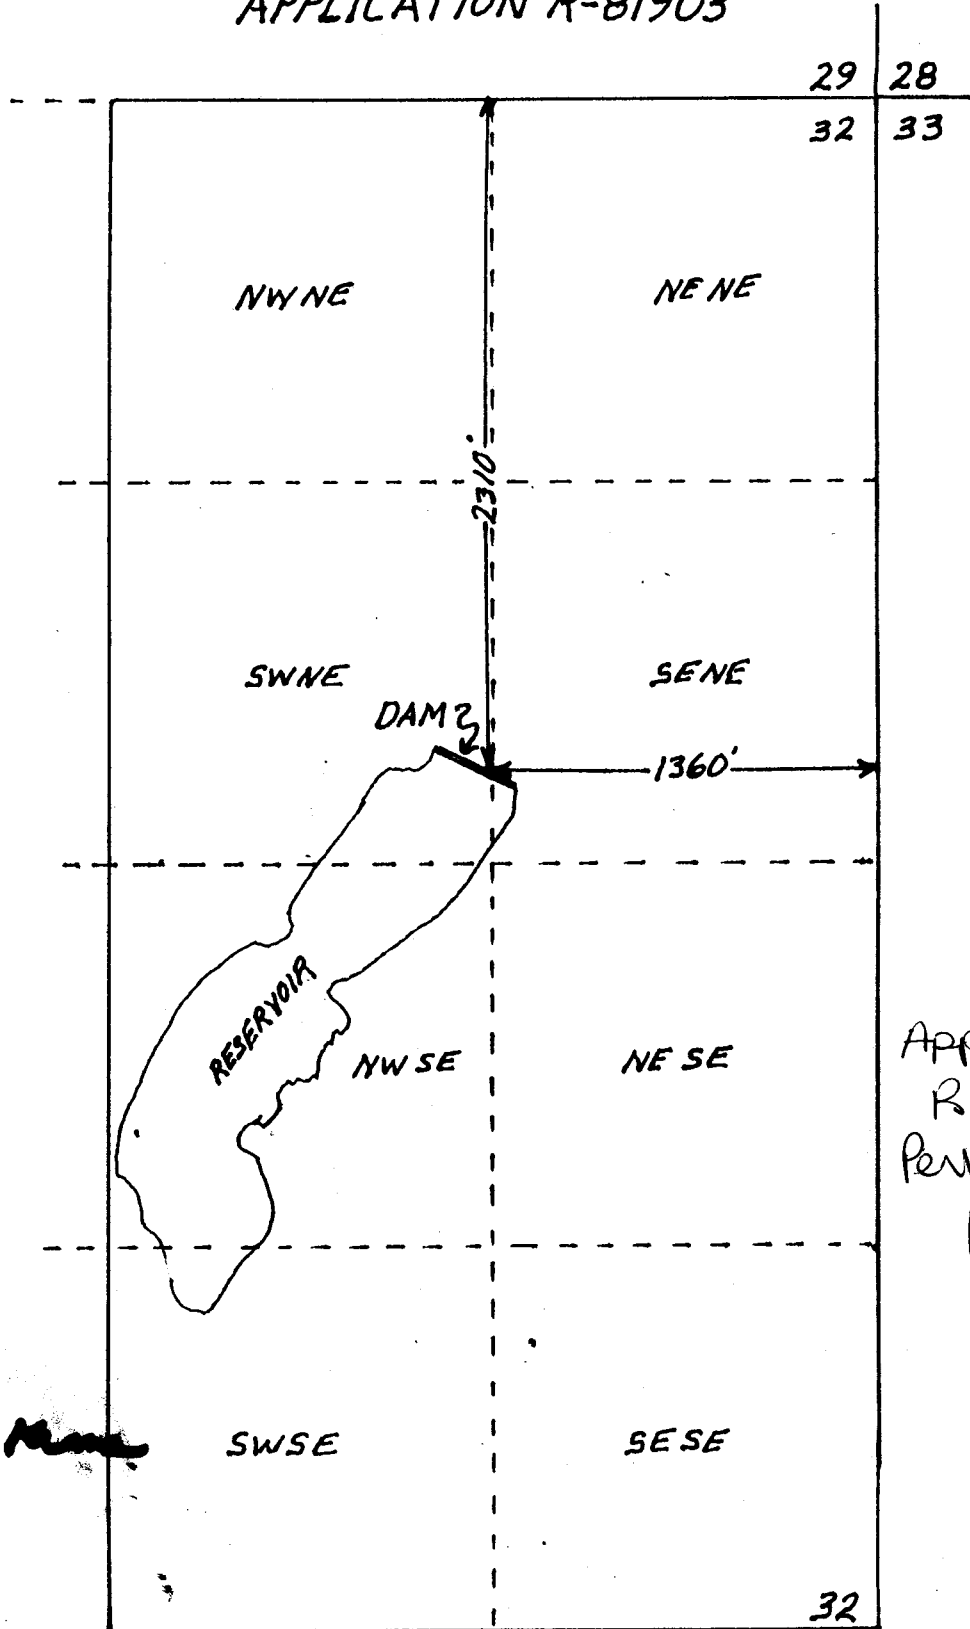 APPLICATION R-81903
29 28
32 33
NWNE NENE
2310'
SWNE SENE
DAM
1360'
RESERVOIR
NWSE NESE
SWSE SESE
32